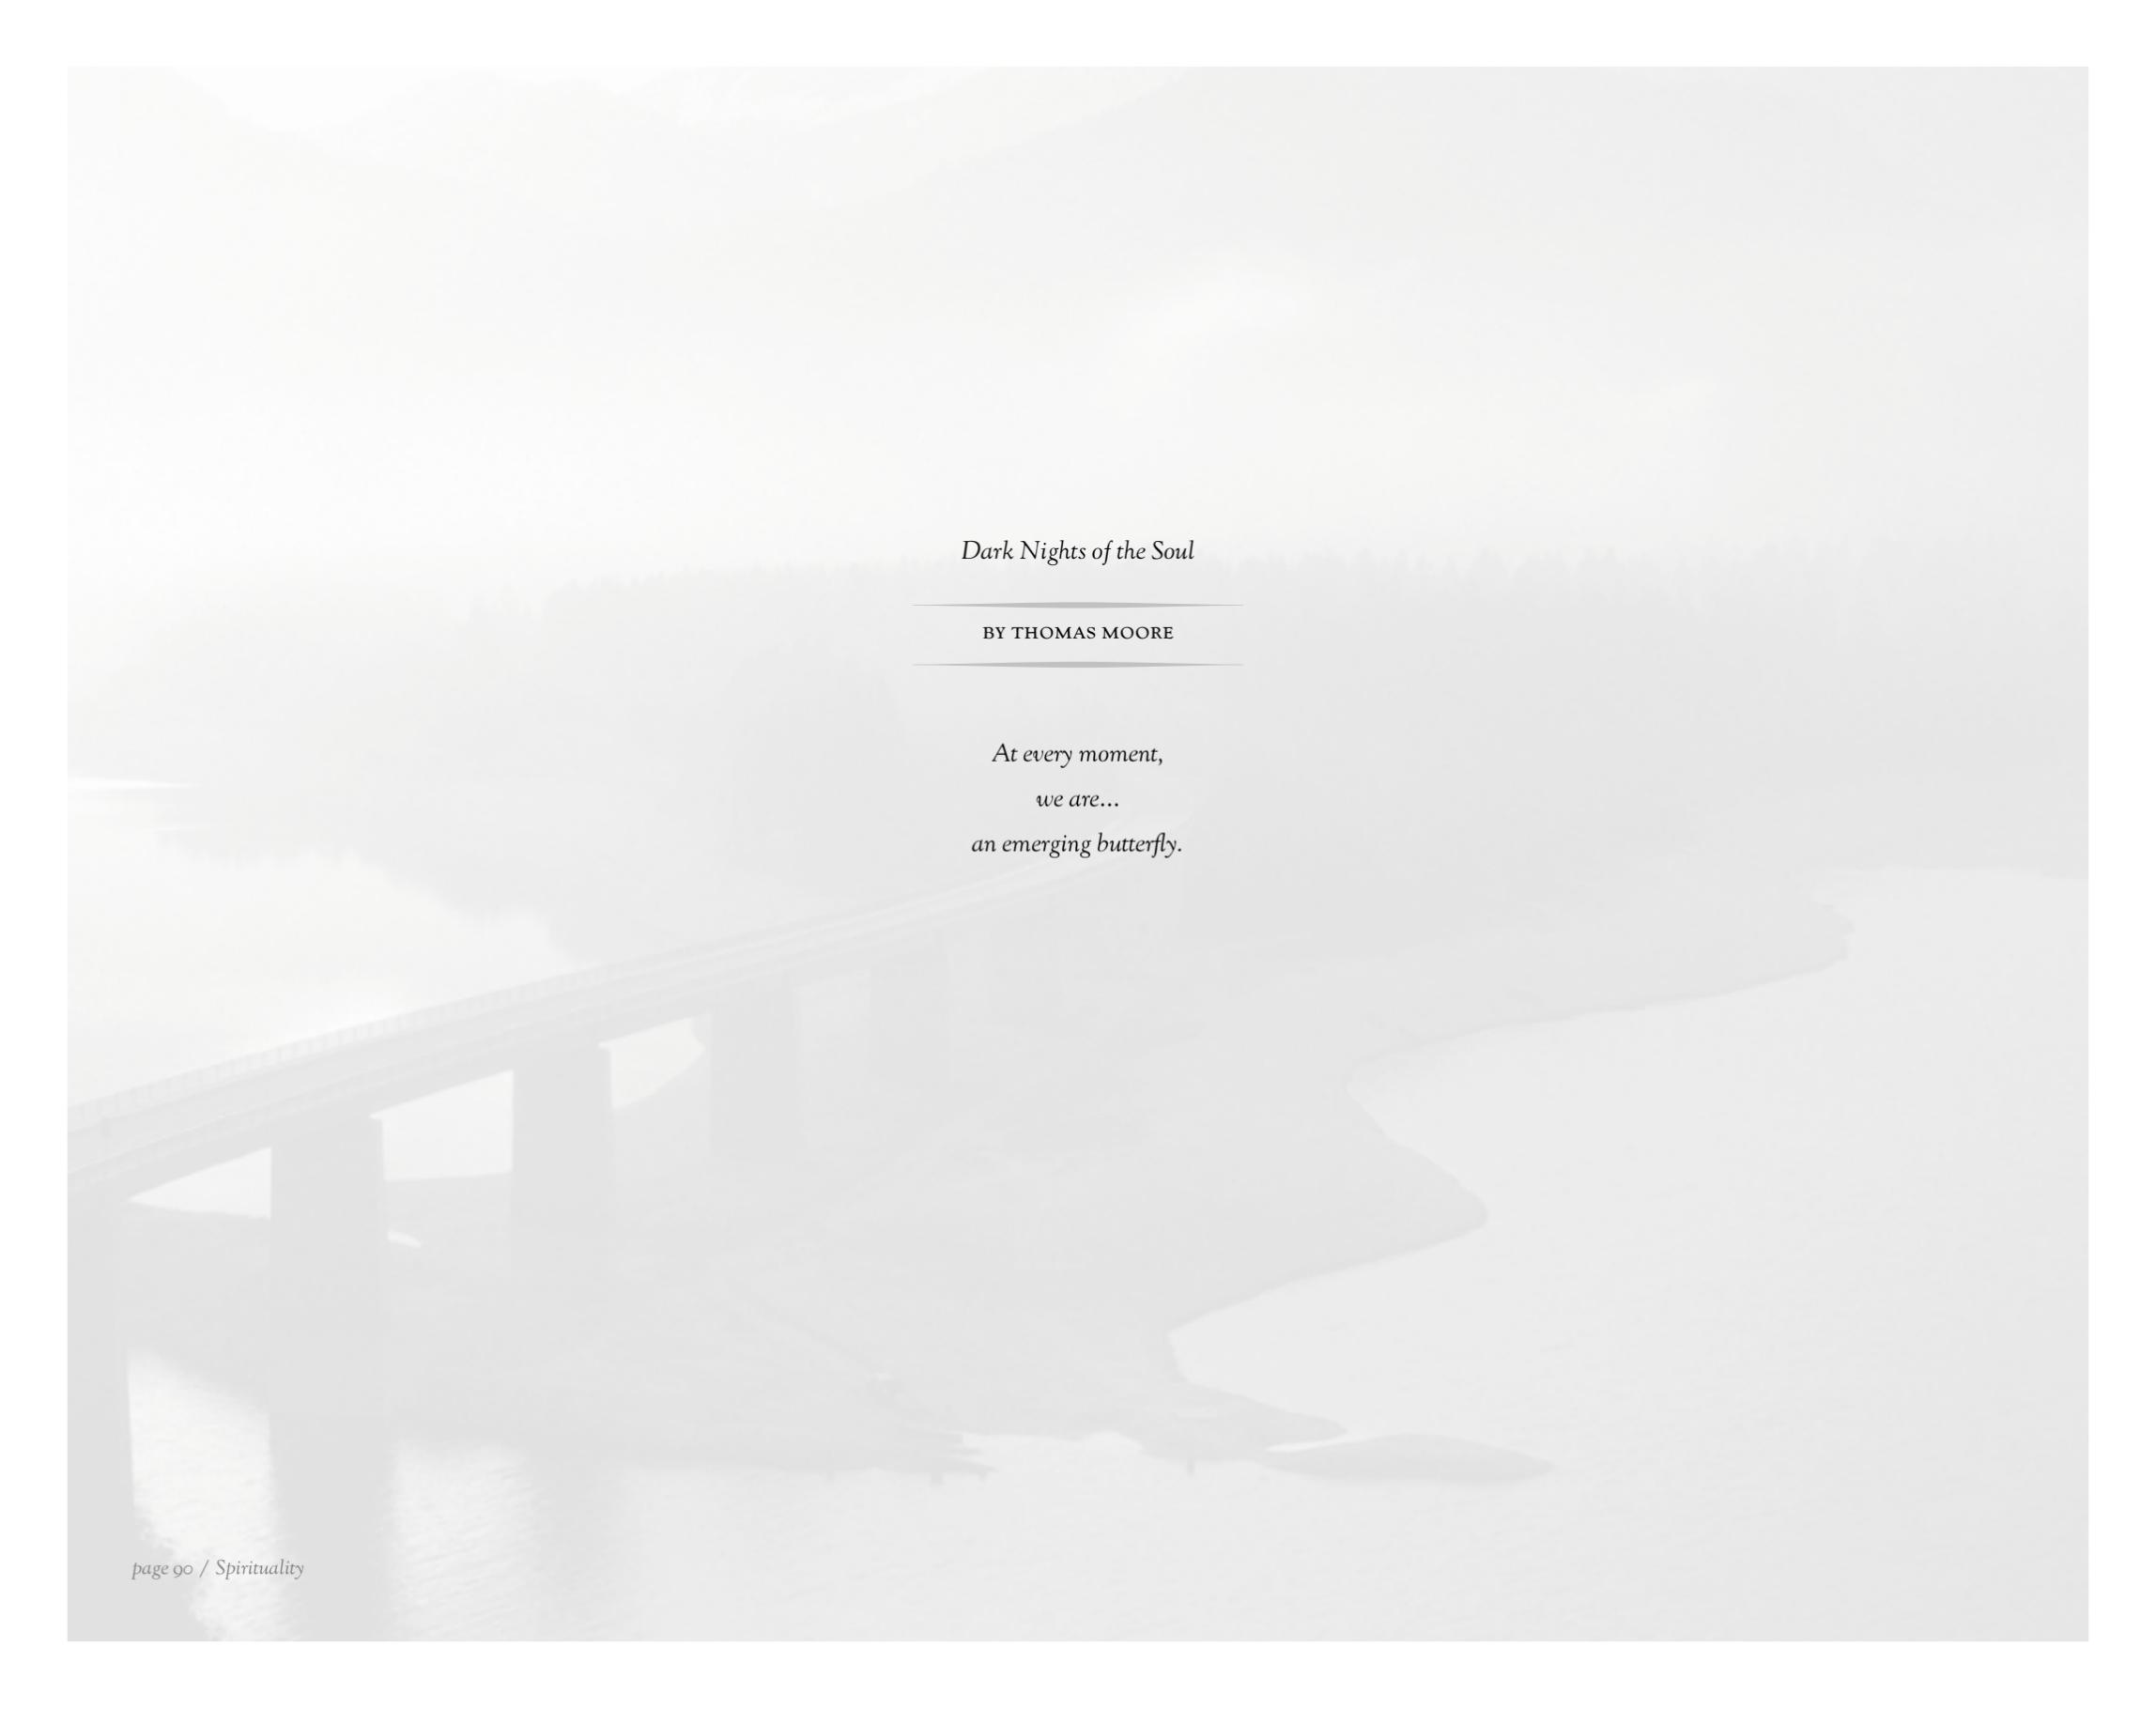 Dark Nights of the Soul
BY THOMAS MOORE
At every moment,
we are...
an emerging butterfly.
page 90 / Spirituality